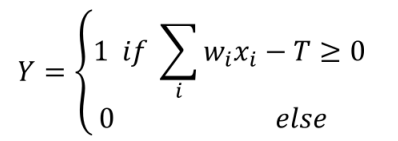 Y = { 1 if ∑_i w_i x_i − T ≥ 0
0 else